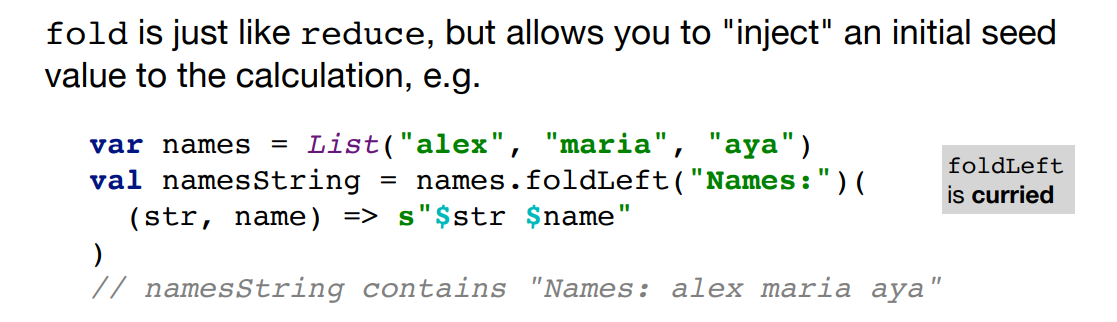 fold is just like reduce, but allows you to "inject" an initial seed
value to the calculation, e.g.
var names = List("alex", "maria", "aya")
val namesString = names.foldLeft("Names:")(
  (str, name) => s"$str $name"
)
// namesString contains "Names: alex maria aya"
foldLeft
is curried